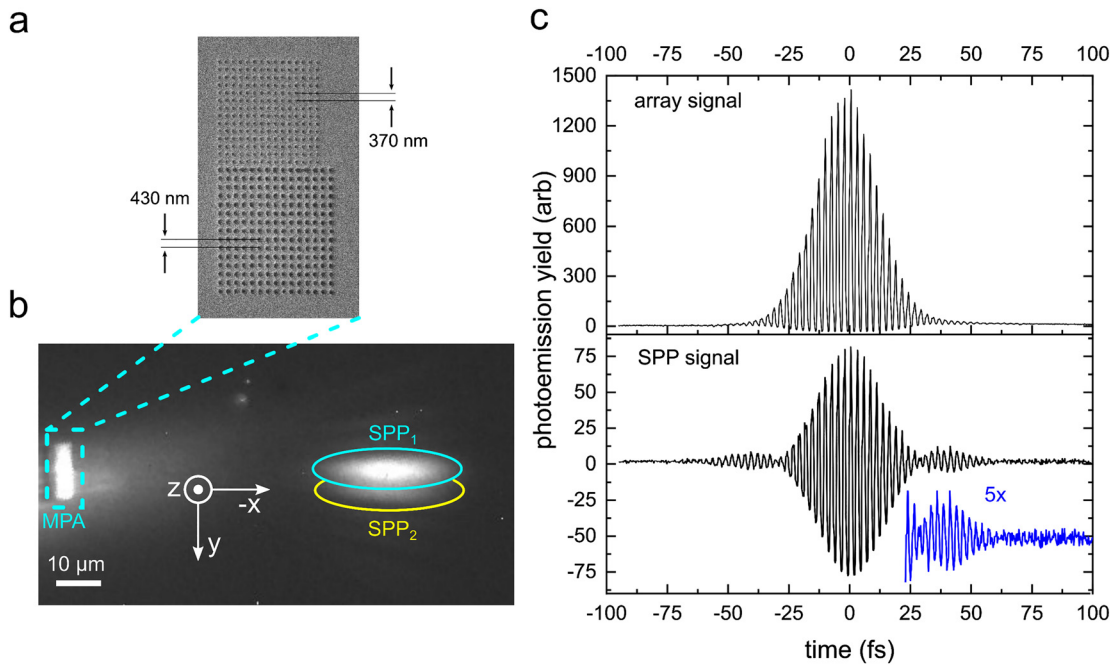 a
370 nm
430 nm
b
SPP1
SPP2
MPA
z
-x
y
10 µm
c
-100 -75 -50 -25 0 25 50 75 100
1500
1200
900
600
300
0
array signal
photoemission yield (arb)
75
50
25
0
-25
-50
-75
SPP signal
5x
-100 -75 -50 -25 0 25 50 75 100
time (fs)